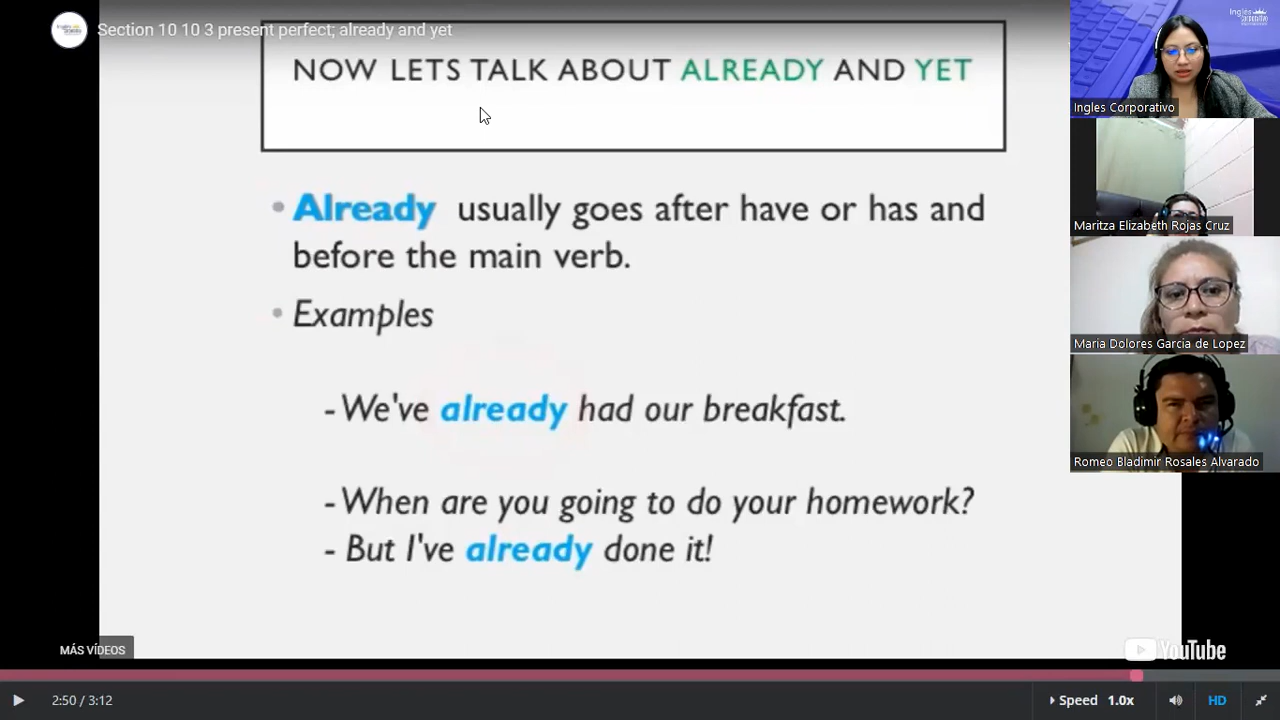 Section 10 10 3 present perfect; already and yet
NOW LETS TALK ABOUT ALREADY AND YET
• Already usually goes after have or has and
before the main verb.
• Examples
- We've already had our breakfast.
- When are you going to do your homework?
- But I've already done it!
MÁS VÍDEOS
YouTube
2:50 / 3:12
Speed 1.0x
HD
Ingles Corporativo
Ingles Corporativo
Maritza Elizabeth Rojas Cruz
Maria Dolores Garcia de Lopez
Romeo Bladimir Rosales Alvarado